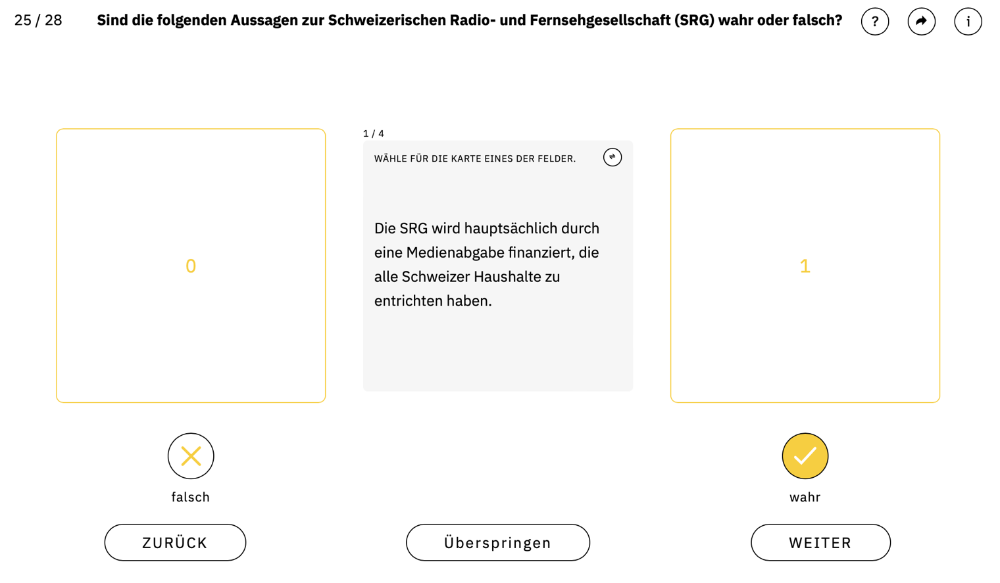 25 / 28
Sind die folgenden Aussagen zur Schweizerischen Radio- und Fernsehgesellschaft (SRG) wahr oder falsch?
?
i
1 / 4
WÄHLE FÜR DIE KARTE EINES DER FELDER.
Die SRG wird hauptsächlich durch
eine Medienabgabe finanziert, die
alle Schweizer Haushalte zu
entrichten haben.
0
1
falsch
wahr
ZURÜCK
Überspringen
WEITER